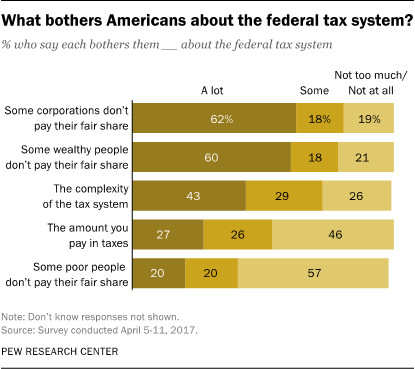 What bothers Americans about the federal tax system?
% who say each bothers them __ about the federal tax system
Not too much/
A lot Some Not at all
Some corporations don't
pay their fair share
62% 18% 19%
Some wealthy people
don't pay their fair share
60 18 21
The complexity
of the tax system
43 29 26
The amount you
pay in taxes
27 26 46
Some poor people
don't pay their fair share
20 20 57
Note: Don't know responses not shown.
Source: Survey conducted April 5-11, 2017.
PEW RESEARCH CENTER